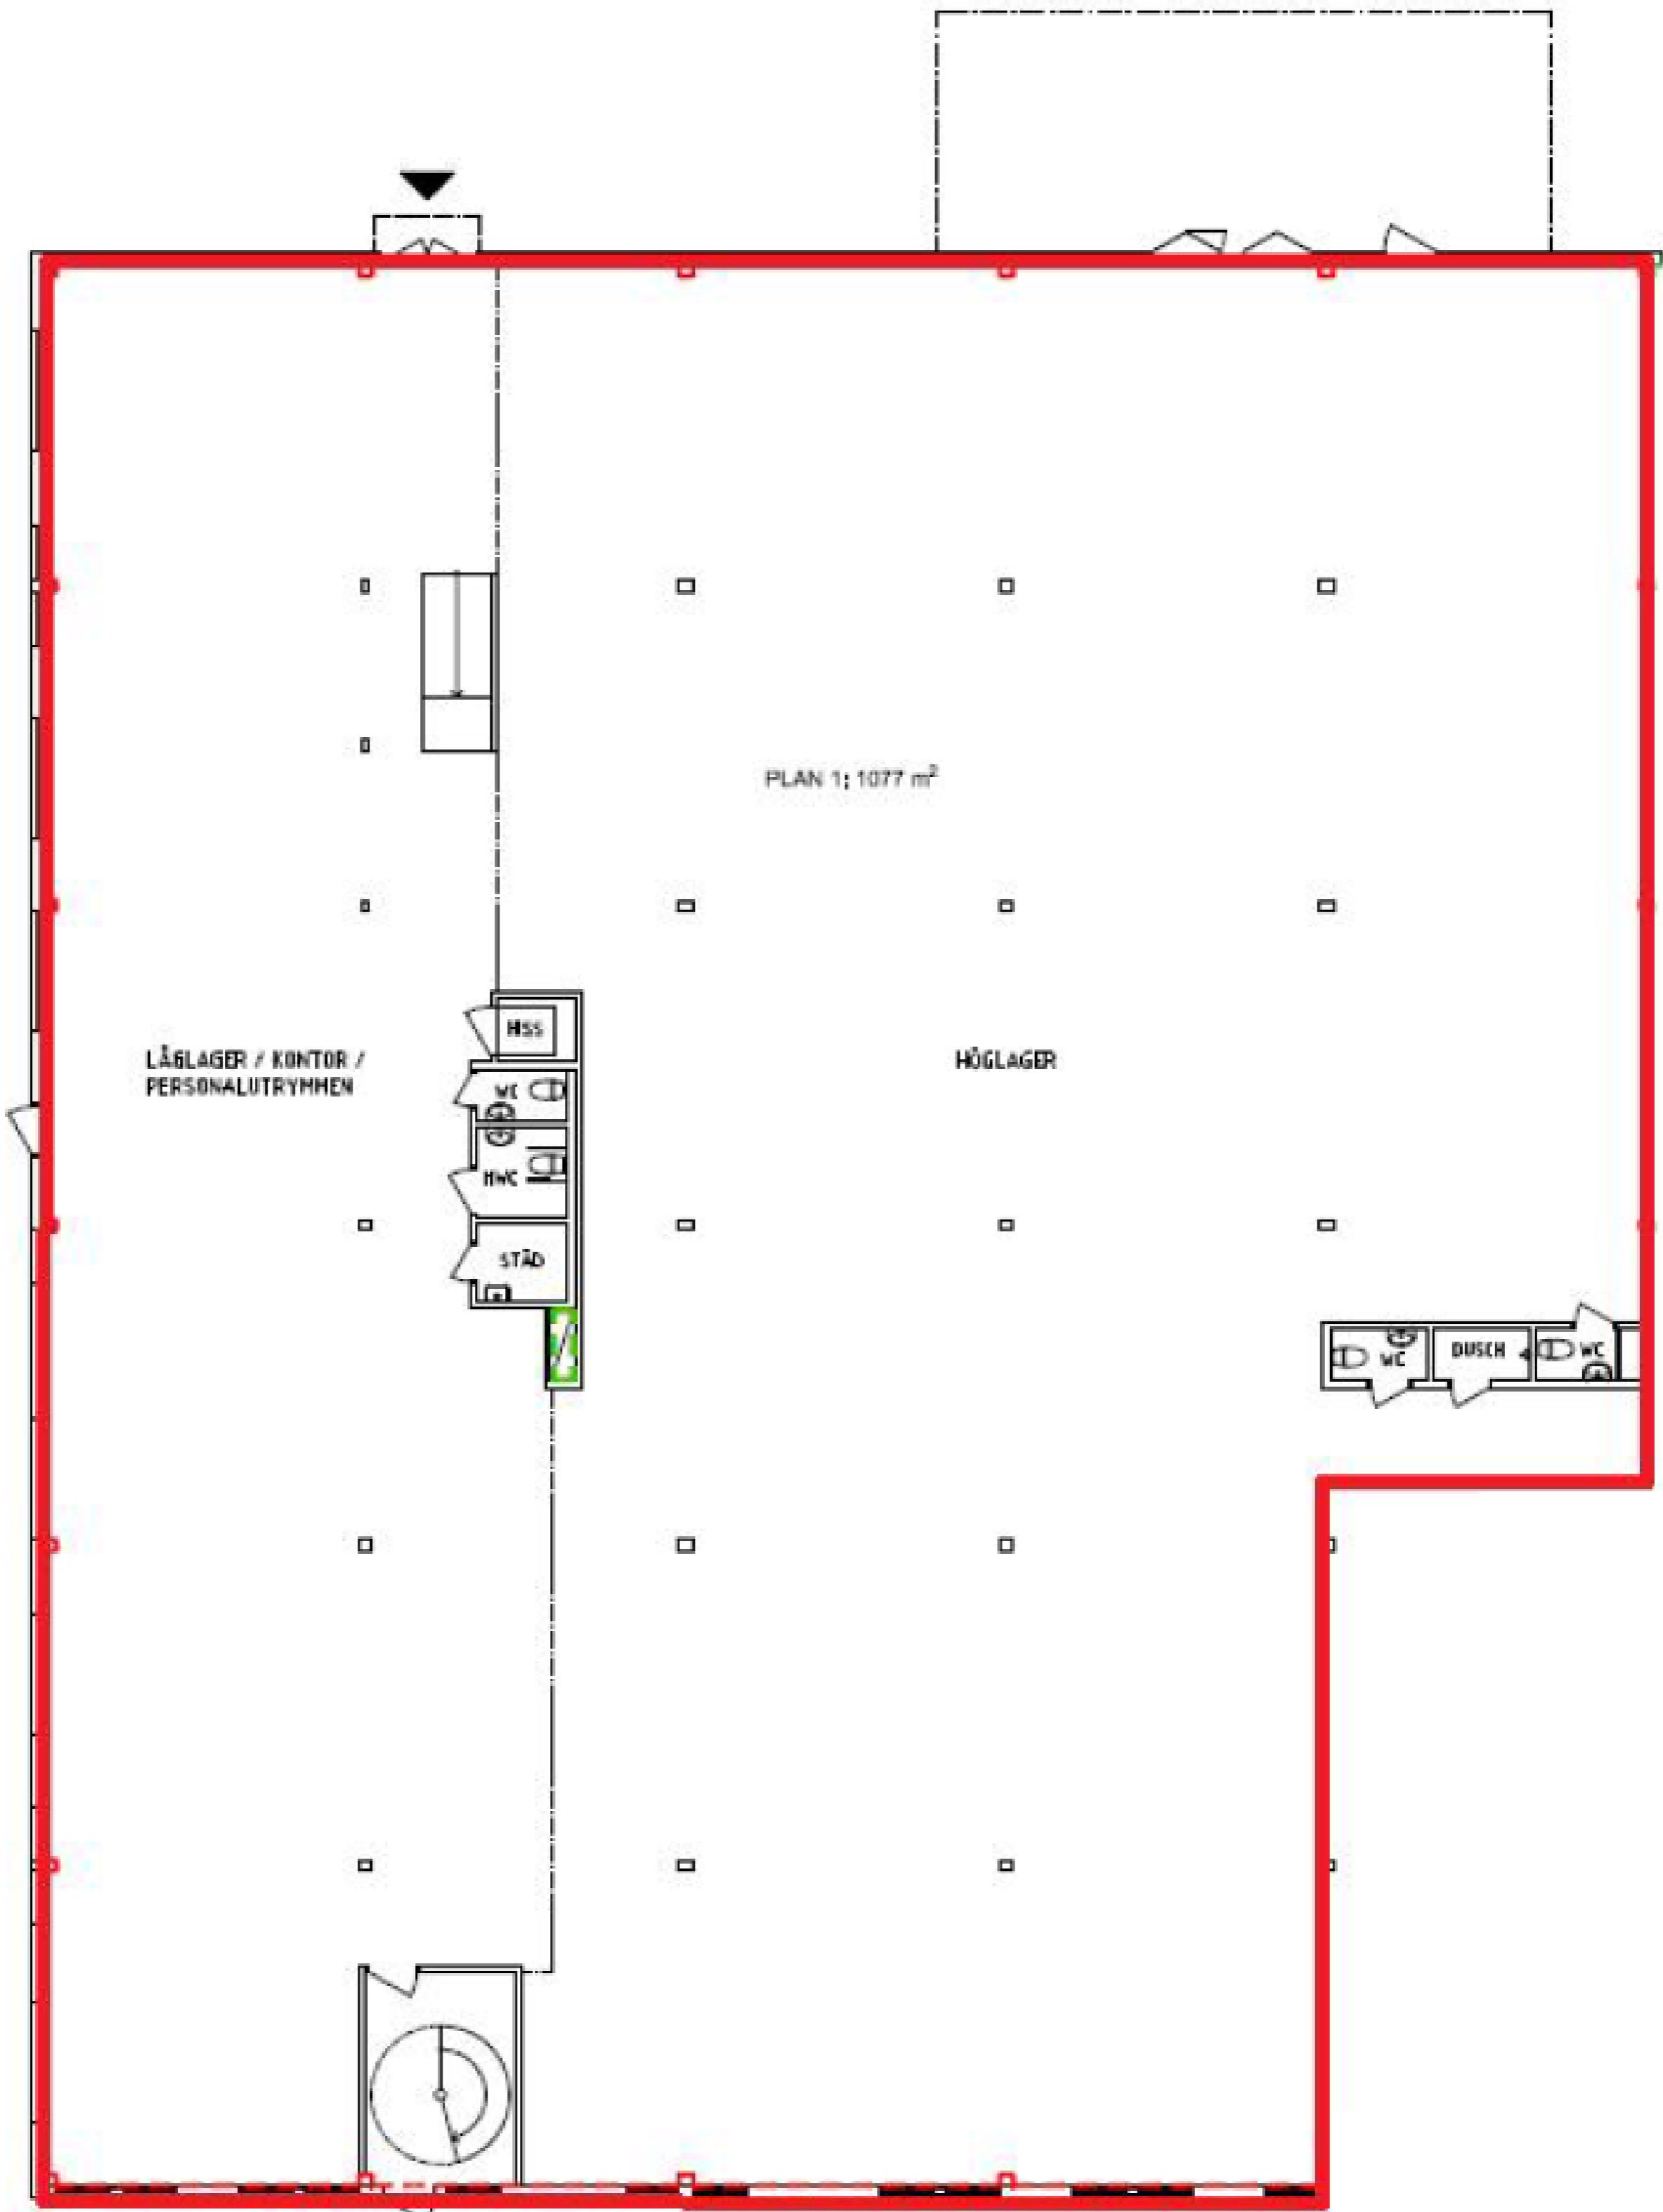 PLAN 1; 1077 m²
HISS
LÅGLAGER / KONTOR /
PERSONALUTRYMMEN
HÖGLAGER
WC
HWC
STÄD
WC
DUSCH
WC